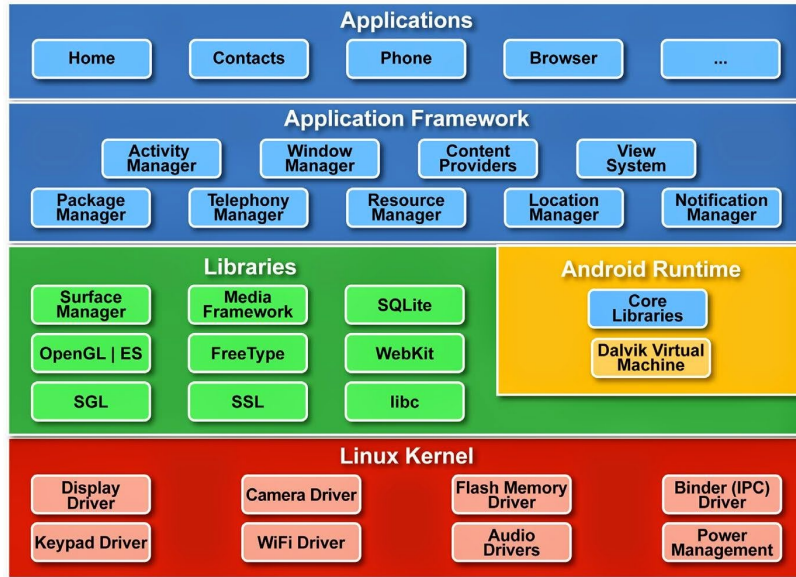 Applications
Home
Contacts
Phone
Browser
...
Application Framework
Activity
Manager
Window
Manager
Content
Providers
View
System
Package
Manager
Telephony
Manager
Resource
Manager
Location
Manager
Notification
Manager
Libraries
Surface
Manager
Media
Framework
SQLite
OpenGL | ES
FreeType
WebKit
SGL
SSL
libc
Android Runtime
Core
Libraries
Dalvik Virtual
Machine
Linux Kernel
Display
Driver
Camera Driver
Flash Memory
Driver
Binder (IPC)
Driver
Keypad Driver
WiFi Driver
Audio
Drivers
Power
Management